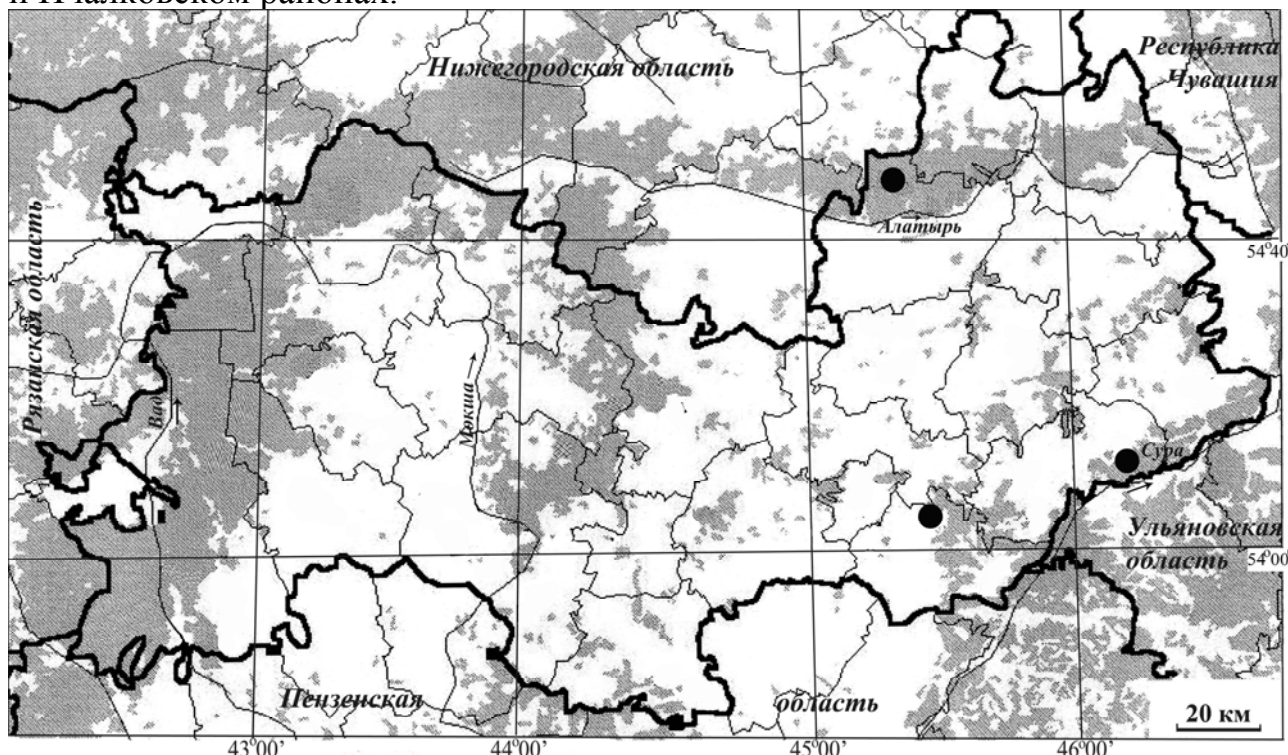 и Ичалковском районах.
Нижегородская область
Республика
Чувашия
Рязанская область
Алатырь
54°40'
Вад
Мокша
Сура
Ульяновская
область
54°00'
Пензенская
область
20 км
43°00'
44°00'
45°00'
46°00'